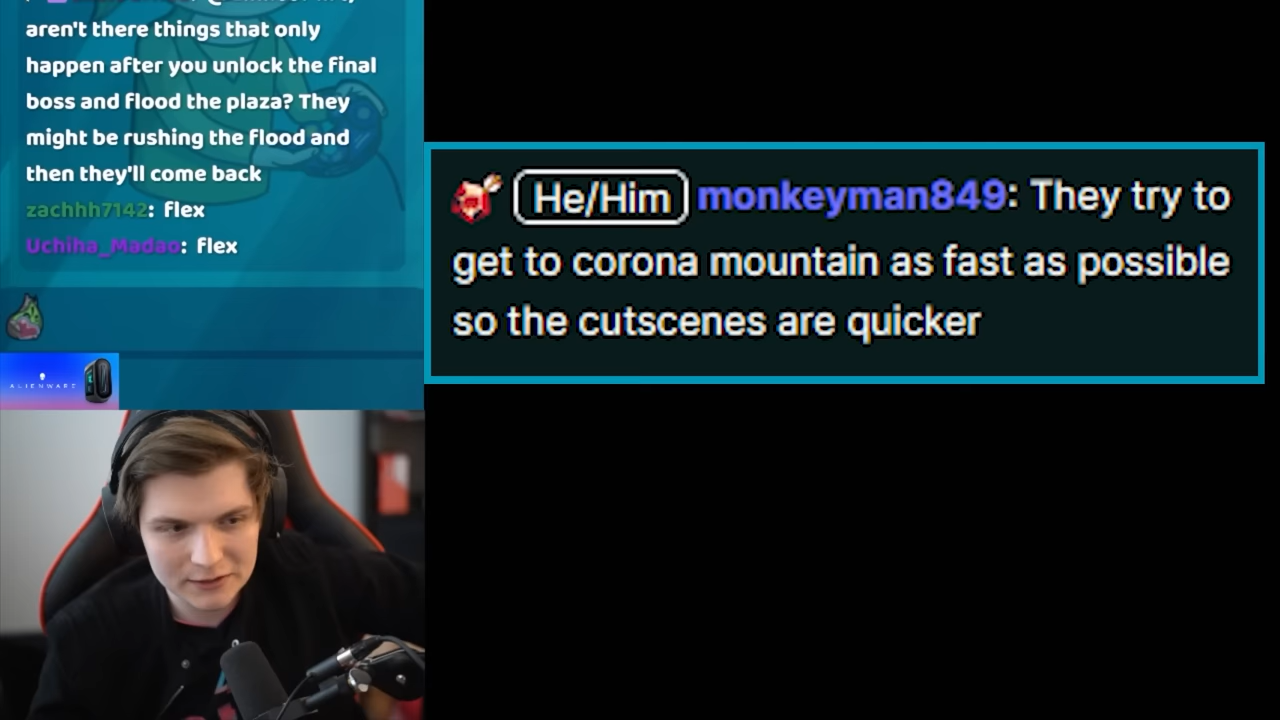 aren't there things that only
happen after you unlock the final
boss and flood the plaza? They
might be rushing the flood and
then they'll come back
zachhh7142: flex
Uchiha_Madao: flex
ALIENWARE
He/Him monkeyman849: They try to
get to corona mountain as fast as possible
so the cutscenes are quicker